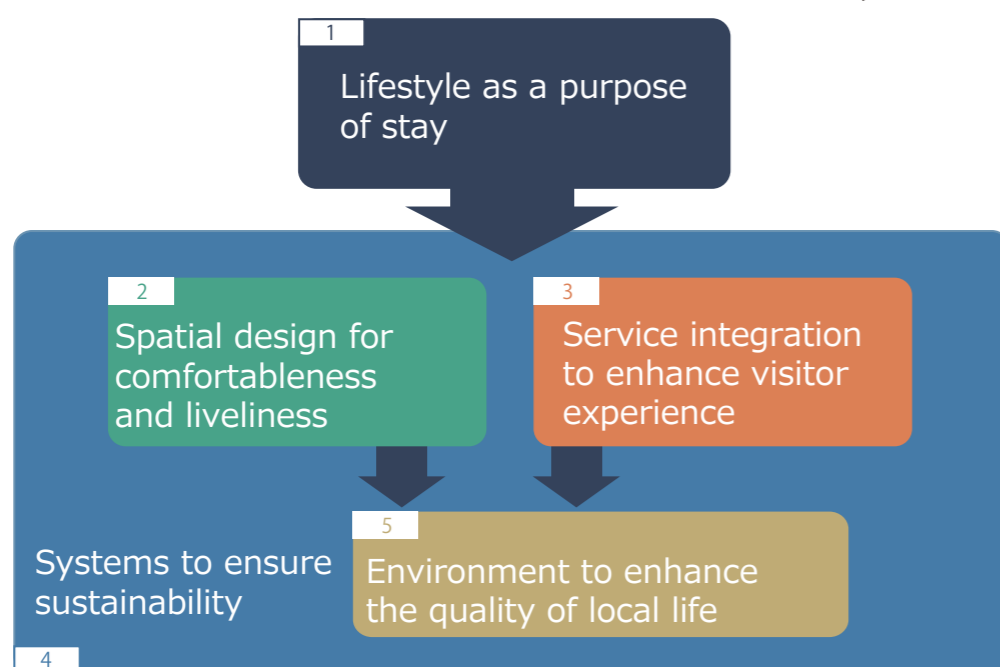 1
Lifestyle as a purpose
of stay
2
Spatial design for
comfortableness
and liveliness
3
Service integration
to enhance visitor
experience
5
Environment to enhance
the quality of local life
Systems to ensure
sustainability
4